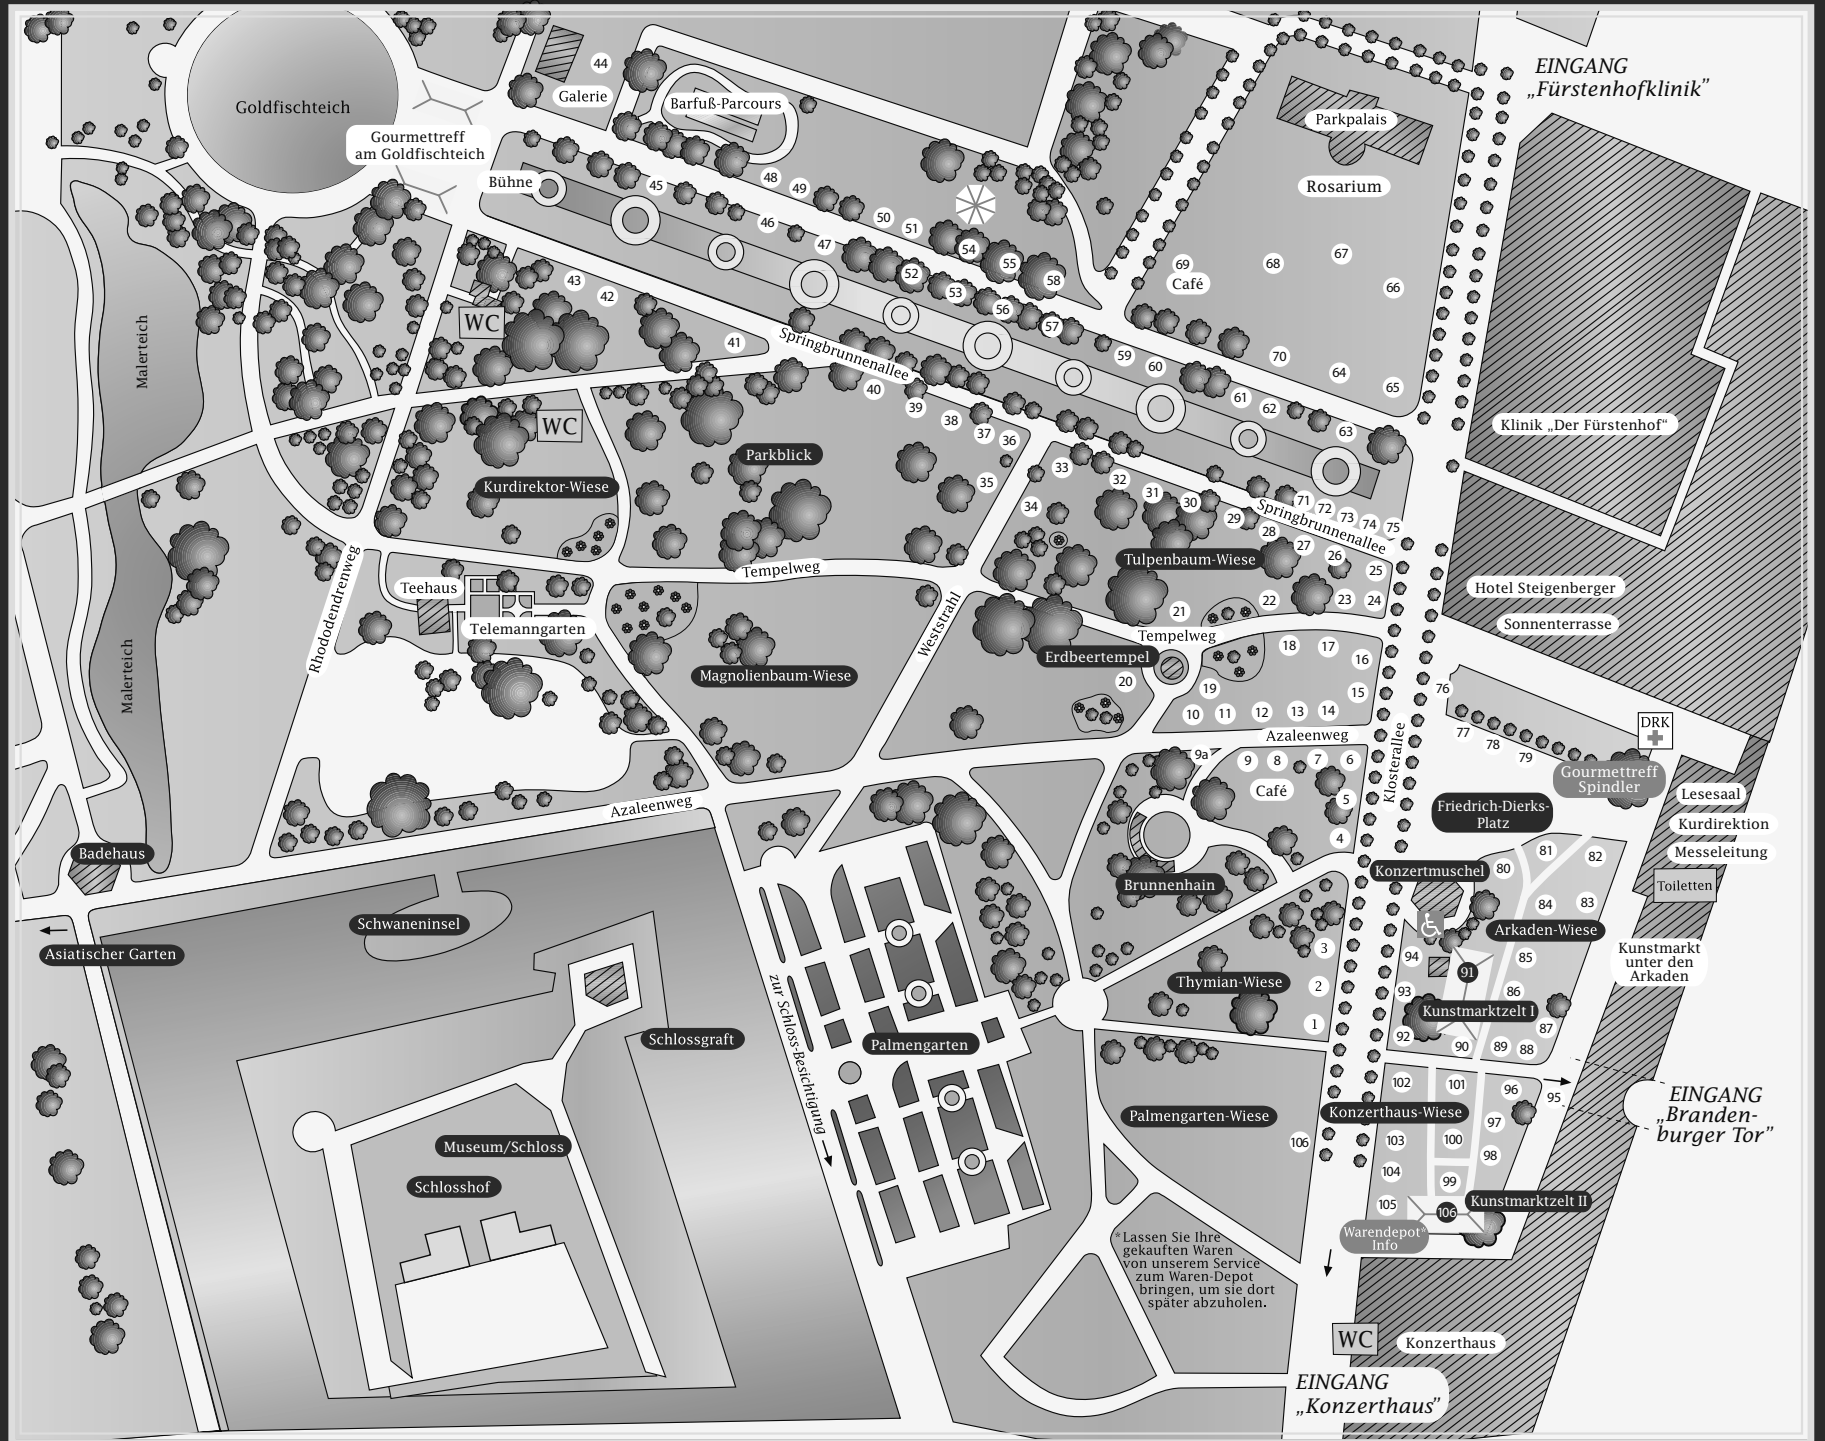 EINGANG
„Fürstenhofklinik”
44
Galerie
Goldfischteich
Barfuß-Parcours
Parkpalais
Gourmettreff
am Goldfischteich
Bühne
45
48
49
Rosarium
46
50
51
47
54
52
55
58
53
56
57
67
68
69
Café
66
43
42
WC
41
Springbrunnenallee
59
60
70
64
65
61
62
63
Malerteich
40
39
38
37
36
WC
Klinik „Der Fürstenhof“
Parkblick
Kurdirektor-Wiese
35
33
32
31
30
34
29
28
27
26
25
71
72
73
74
75
Springbrunnenallee
Tulpenbaum-Wiese
Tempelweg
Teehaus
Telemanngarten
Rhododendrenweg
Weststrahl
21
22
23
24
Hotel Steigenberger
Sonnenterrasse
Tempelweg
Erdbeertempel
18
17
16
20
19
15
Magnolienbaum-Wiese
Malerteich
10
11
12
13
14
76
77
78
79
DRK
Azaleenweg
9a
9
8
7
6
Café
5
4
Klosterallee
Gourmettreff
Spindler
Azaleenweg
Friedrich-Dierks-
Platz
Lesesaal
Kurdirektion
Messeleitung
Toiletten
Badehaus
Brunnenhain
Konzertmuschel
80
81
82
84
83
Schwaneninsel
Asiatischer Garten
Arkaden-Wiese
Kunstmarkt
unter den
Arkaden
3
94
91
85
Thymian-Wiese
2
93
86
Kunstmarktzelt I
1
92
87
90
89
88
zur Schloss-Besichtigung
Schlossgraft
Palmengarten
102
101
96
95
EINGANG
„Branden-
burger Tor”
Palmengarten-Wiese
Konzerthaus-Wiese
97
106
103
100
98
Museum/Schloss
104
99
Schlosshof
105
106
Kunstmarktzelt II
Warendepot*
Info
*Lassen Sie Ihre
gekauften Waren
von unserem Service
zum Waren-Depot
bringen, um sie dort
später abzuholen.
WC
Konzerthaus
EINGANG
„Konzerthaus”